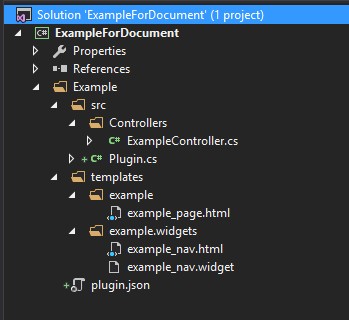 Solution 'ExampleForDocument' (1 project)
C# ExampleForDocument
Properties
References
Example
src
Controllers
C# ExampleController.cs
+ C# Plugin.cs
templates
example
example_page.html
example.widgets
example_nav.html
example_nav.widget
+ plugin.json